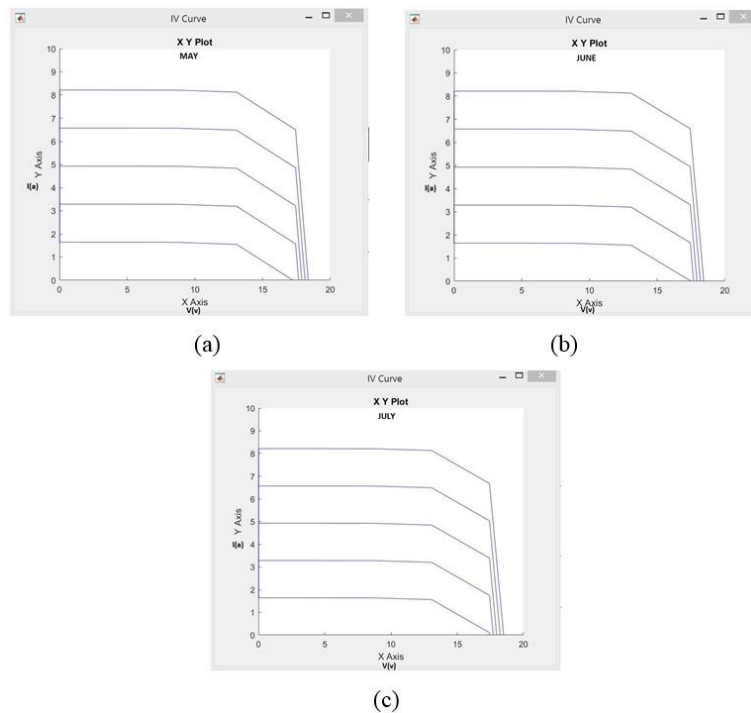 IV Curve
X Y Plot
MAY
10
9
8
7
6
5
4
3
2
1
0
Y Axis
I(a)
0 5 10 15 20
X Axis
V(v)
(a)
IV Curve
X Y Plot
JUNE
10
9
8
7
6
5
4
3
2
1
0
Y Axis
I(a)
0 5 10 15 20
X Axis
V(v)
(b)
IV Curve
X Y Plot
JULY
10
9
8
7
6
5
4
3
2
1
0
Y Axis
I(a)
0 5 10 15 20
X Axis
V(v)
(c)